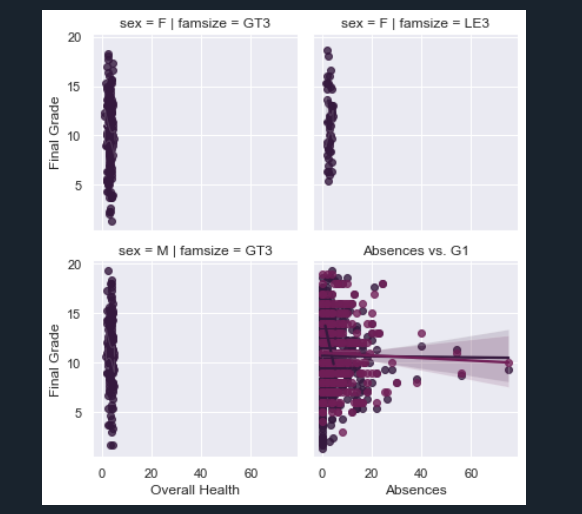 sex = F | famsize = GT3
sex = F | famsize = LE3
20
15
10
5
Final Grade
sex = M | famsize = GT3
Absences vs. G1
20
15
10
5
Final Grade
0 20 40 60
0 20 40 60
Overall Health
Absences